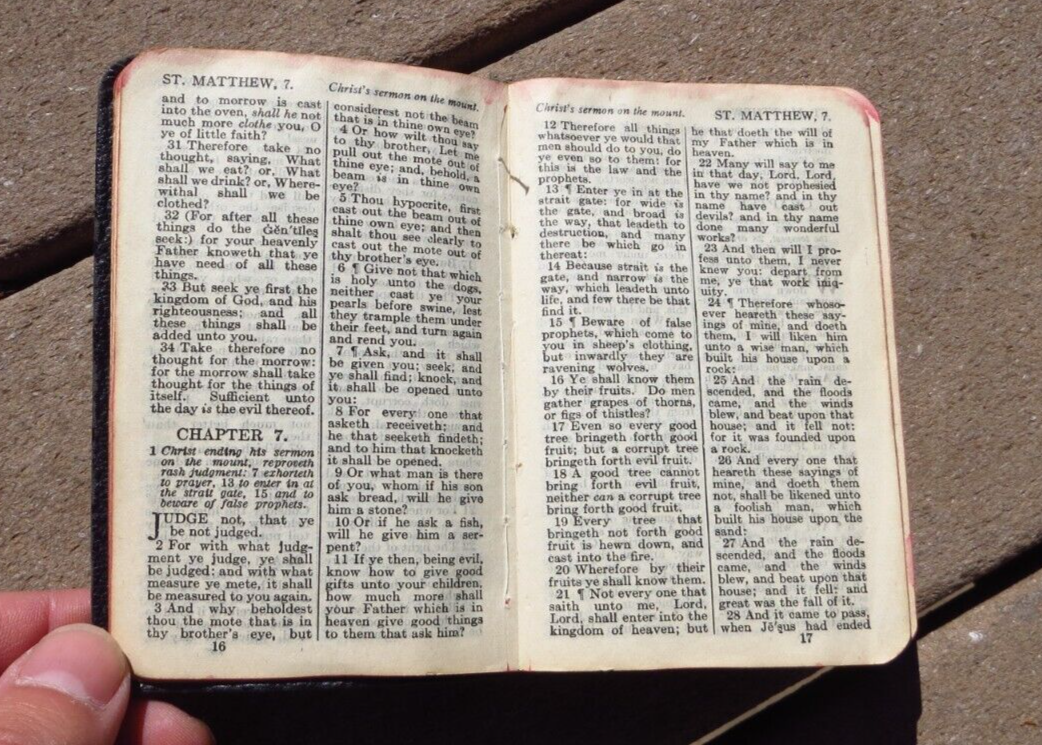 ST. MATTHEW, 7.
Christ's sermon on the mount.
and to morrow is cast
into the oven, shall he not
much more clothe you, O
ye of little faith?
31 Therefore take no
thought, saying, What
shall we eat? or, What
shall we drink? or, Where-
withal shall we be
clothed?
32 (For after all these
things do the Ġĕn'tīleş
seek:) for your heavenly
Father knoweth that ye
have need of all these
things.
33 But seek ye first the
kingdom of God, and his
righteousness; and all
these things shall be
added unto you.
34 Take therefore no
thought for the morrow:
for the morrow shall take
thought for the things of
itself. Sufficient unto
the day is the evil thereof.
CHAPTER 7.
1 Christ ending his sermon
on the mount, reproveth
rash judgment: 7 exhorteth
to prayer, 13 to enter in at
the strait gate, 15 and to
beware of false prophets.
JUDGE not, that ye
be not judged.
2 For with what judg-
ment ye judge, ye shall
be judged: and with what
measure ye mete, it shall
be measured to you again.
3 And why beholdest
thou the mote that is in
thy brother's eye, but
16
considerest not the beam
that is in thine own eye?
4 Or how wilt thou say
to thy brother, Let me
pull out the mote out of
thine eye; and, behold, a
beam is in thine own
eye?
5 Thou hypocrite, first
cast out the beam out of
thine own eye; and then
shalt thou see clearly to
cast out the mote out of
thy brother's eye.
6 ¶ Give not that which
is holy unto the dogs,
neither cast ye your
pearls before swine, lest
they trample them under
their feet, and turn again
and rend you.
7 ¶ Ask, and it shall
be given you; seek, and
ye shall find; knock, and
it shall be opened unto
you:
8 For every one that
asketh receiveth; and
he that seeketh findeth;
and to him that knocketh
it shall be opened.
9 Or what man is there
of you, whom if his son
ask bread, will he give
him a stone?
10 Or if he ask a fish,
will he give him a ser-
pent?
11 If ye then, being evil,
know how to give good
gifts unto your children,
how much more shall
your Father which is in
heaven give good things
to them that ask him?
Christ's sermon on the mount.
ST. MATTHEW, 7.
12 Therefore all things
whatsoever ye would that
men should do to you, do
ye even so to them: for
this is the law and the
prophets.
13 ¶ Enter ye in at the
strait gate: for wide is
the gate, and broad is
the way, that leadeth to
destruction, and many
there be which go in
thereat:
14 Because strait is the
gate, and narrow is the
way, which leadeth unto
life, and few there be that
find it.
15 ¶ Beware of false
prophets, which come to
you in sheep's clothing,
but inwardly they are
ravening wolves.
16 Ye shall know them
by their fruits. Do men
gather grapes of thorns,
or figs of thistles?
17 Even so every good
tree bringeth forth good
fruit; but a corrupt tree
bringeth forth evil fruit.
18 A good tree cannot
bring forth evil fruit,
neither can a corrupt tree
bring forth good fruit.
19 Every tree that
bringeth not forth good
fruit is hewn down, and
cast into the fire.
20 Wherefore by their
fruits ye shall know them.
21 ¶ Not every one that
saith unto me, Lord,
Lord, shall enter into the
kingdom of heaven; but
he that doeth the will of
my Father which is in
heaven.
22 Many will say to me
in that day, Lord, Lord,
have we not prophesied
in thy name? and in thy
name have cast out
devils? and in thy name
done many wonderful
works?
23 And then will I pro-
fess unto them, I never
knew you: depart from
me, ye that work iniq-
uity.
24 ¶ Therefore whoso-
ever heareth these say-
ings of mine, and doeth
them, I will liken him
unto a wise man, which
built his house upon a
rock:
25 And the rain de-
scended, and the floods
came, and the winds
blew, and beat upon that
house; and it fell not:
for it was founded upon
a rock.
26 And every one that
heareth these sayings of
mine, and doeth them
not, shall be likened unto
a foolish man, which
built his house upon the
sand:
27 And the rain de-
scended, and the floods
came, and the winds
blew, and beat upon that
house; and it fell: and
great was the fall of it.
28 And it came to pass,
when Jē'şus had ended
17